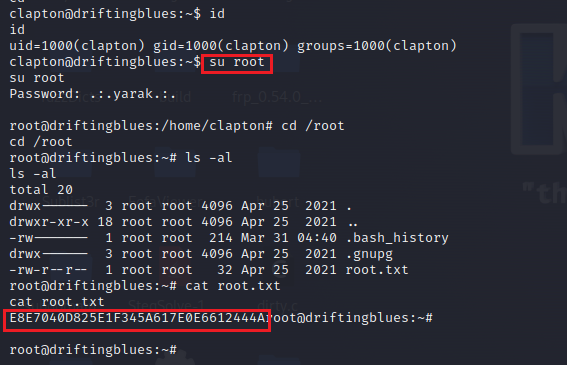 cd
clapton@driftingblues:~$ id
id
uid=1000(clapton) gid=1000(clapton) groups=1000(clapton)
clapton@driftingblues:~$ su root
su root
Password: .:.yarak.:.
root@driftingblues:/home/clapton# cd /root
cd /root
root@driftingblues:~# ls -al
ls -al
total 20
drwx------  3 root root 4096 Apr 25  2021 .
drwxr-xr-x 18 root root 4096 Apr 25  2021 ..
-rw-------  1 root root  214 Mar 31 04:40 .bash_history
drwx------  3 root root 4096 Apr 25  2021 .gnupg
-rw-r--r--  1 root root   32 Apr 25  2021 root.txt
root@driftingblues:~# cat root.txt
cat root.txt
E8E7040D825E1F345A617E0E6612444Aroot@driftingblues:~#
root@driftingblues:~#
frp_0.54.0_...
"th